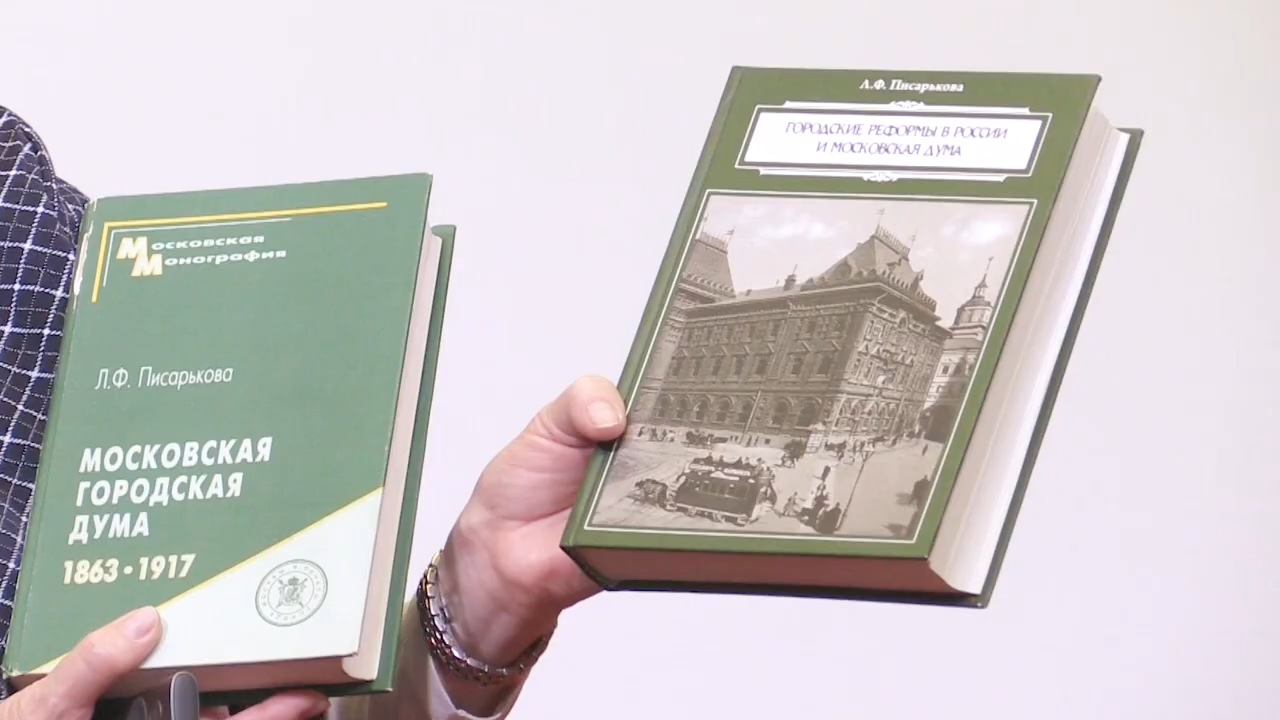 Московская
Монография
Л.Ф. Писарькова
МОСКОВСКАЯ
ГОРОДСКАЯ
ДУМА
1863 • 1917
Л.Ф. Писарькова
ГОРОДСКИЕ РЕФОРМЫ В РОССИИ
И МОСКОВСКАЯ ДУМА